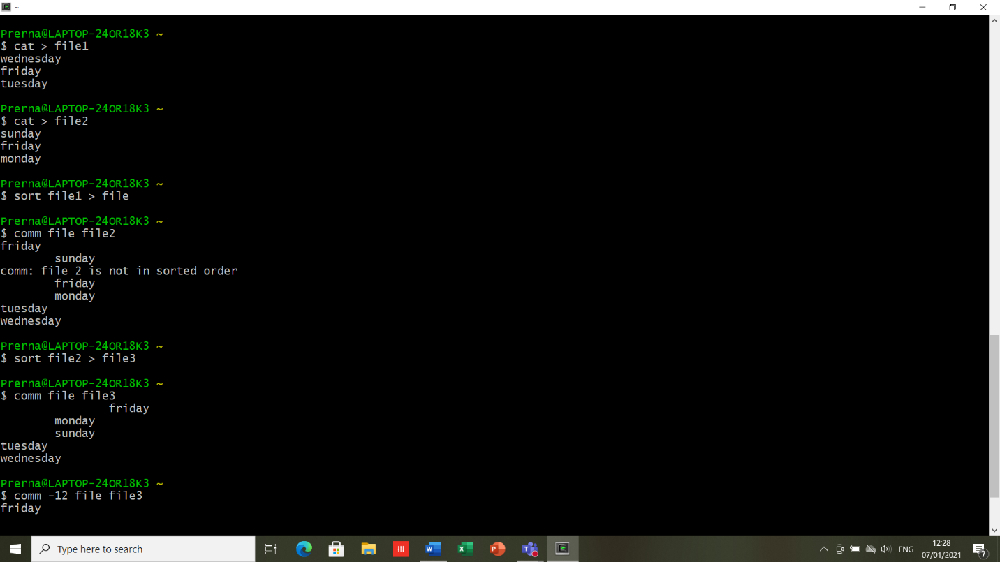 ~
Prerna@LAPTOP-24OR18K3 ~
$ cat > file1
wednesday
friday
tuesday
Prerna@LAPTOP-24OR18K3 ~
$ cat > file2
sunday
friday
monday
Prerna@LAPTOP-24OR18K3 ~
$ sort file1 > file
Prerna@LAPTOP-24OR18K3 ~
$ comm file file2
friday
        sunday
comm: file 2 is not in sorted order
        friday
        monday
tuesday
wednesday
Prerna@LAPTOP-24OR18K3 ~
$ sort file2 > file3
Prerna@LAPTOP-24OR18K3 ~
$ comm file file3
                friday
        monday
        sunday
tuesday
wednesday
Prerna@LAPTOP-24OR18K3 ~
$ comm -12 file file3
friday
Type here to search
ENG
12:28
07/01/2021
7